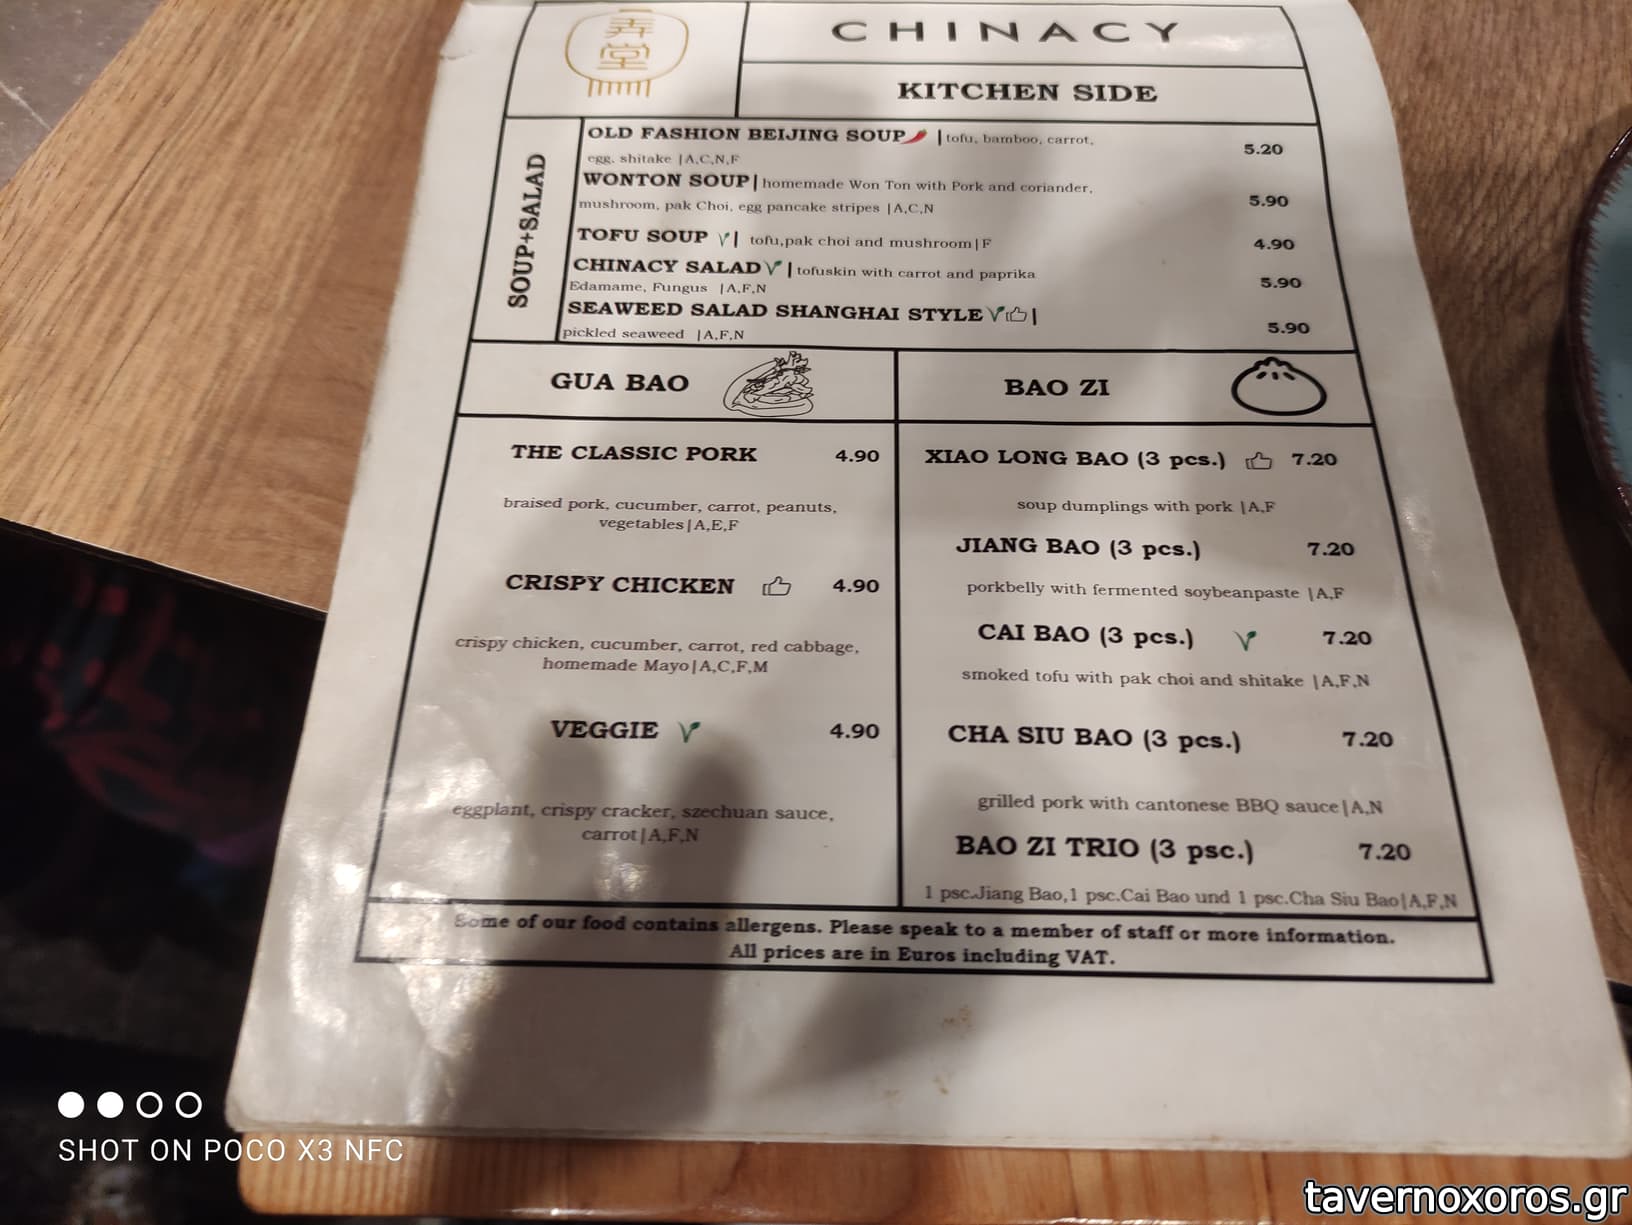 弄堂
CHINACY
KITCHEN SIDE
SOUP+SALAD
OLD FASHION BEIJING SOUP | tofu, bamboo, carrot, 5.20
egg, shitake |A,C,N,F
WONTON SOUP| homemade Won Ton with Pork and coriander, 5.90
mushroom, pak Choi, egg pancake stripes |A,C,N
TOFU SOUP | tofu,pak choi and mushroom|F 4.90
CHINACY SALAD | tofuskin with carrot and paprika 5.90
Edamame, Fungus |A,F,N
SEAWEED SALAD SHANGHAI STYLE | 5.90
pickled seaweed |A,F,N
GUA BAO
THE CLASSIC PORK 4.90
braised pork, cucumber, carrot, peanuts,
vegetables|A,E,F
CRISPY CHICKEN 4.90
crispy chicken, cucumber, carrot, red cabbage,
homemade Mayo|A,C,F,M
VEGGIE 4.90
eggplant, crispy cracker, szechuan sauce,
carrot|A,F,N
BAO ZI
XIAO LONG BAO (3 pcs.) 7.20
soup dumplings with pork |A,F
JIANG BAO (3 pcs.) 7.20
porkbelly with fermented soybeanpaste |A,F
CAI BAO (3 pcs.) 7.20
smoked tofu with pak choi and shitake |A,F,N
CHA SIU BAO (3 pcs.) 7.20
grilled pork with cantonese BBQ sauce|A,N
BAO ZI TRIO (3 psc.) 7.20
1 psc.Jiang Bao,1 psc.Cai Bao und 1 psc.Cha Siu Bao|A,F,N
Some of our food contains allergens. Please speak to a member of staff or more information.
All prices are in Euros including VAT.
SHOT ON POCO X3 NFC
tavernoxoros.gr